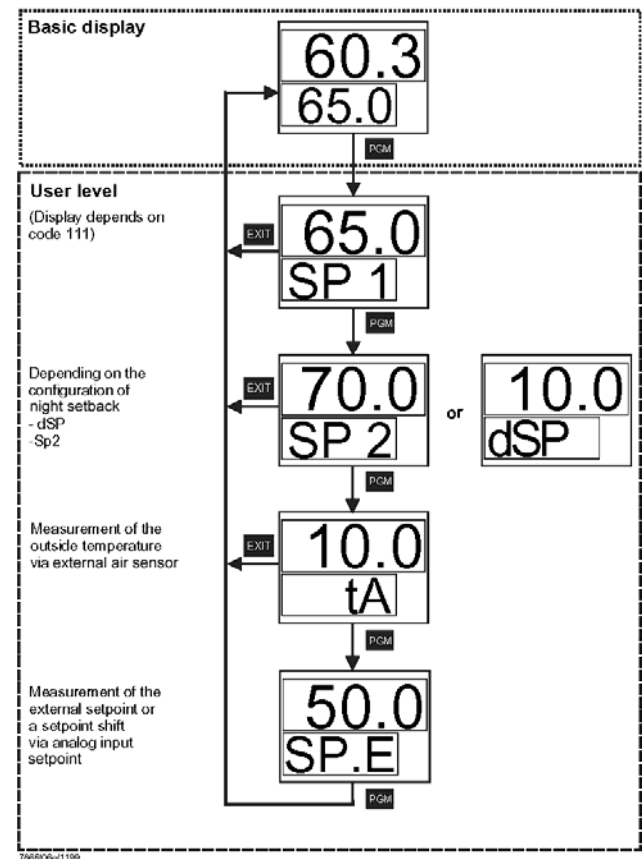 Basic display
60.3
65.0
PGM
User level
(Display depends on
code 111)
EXIT
65.0
SP 1
PGM
Depending on the
configuration of
night setback
- dSP
-Sp2
EXIT
70.0
SP 2
or
10.0
dSP
PGM
Measurement of the
outside temperature
via external air sensor
EXIT
10.0
tA
PGM
Measurement of the
external setpoint or
a setpoint shift
via analog input
setpoint
50.0
SP.E
PGM